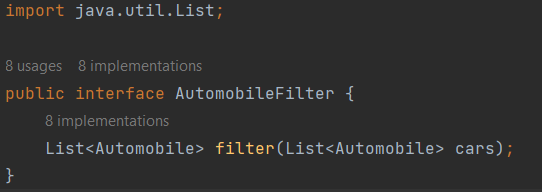 import java.util.List;
8 usages 8 implementations
public interface AutomobileFilter {
8 implementations
List<Automobile> filter(List<Automobile> cars);
}